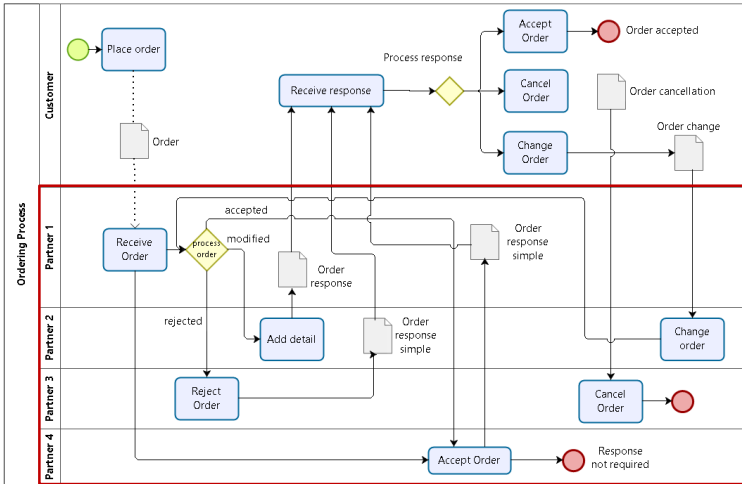 Ordering Process
Customer
Place order
Order
Receive response
Process response
Accept
Order
Order accepted
Cancel
Order
Order cancellation
Change
Order
Order change
Partner 1
Receive
Order
process
order
accepted
modified
rejected
Order
response
Order
response
simple
Partner 2
Add detail
Order
response
simple
Change
order
Partner 3
Reject
Order
Cancel
Order
Partner 4
Accept Order
Response
not required